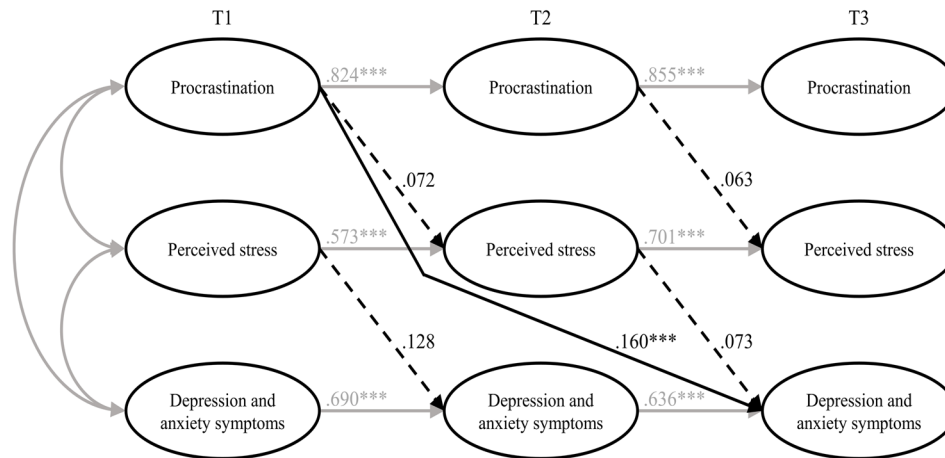 T1 T2 T3
.824*** .855***
Procrastination Procrastination Procrastination
.072 .063
.573*** .701***
Perceived stress Perceived stress Perceived stress
.128 .160*** .073
.690*** .636***
Depression and Depression and Depression and
anxiety symptoms anxiety symptoms anxiety symptoms